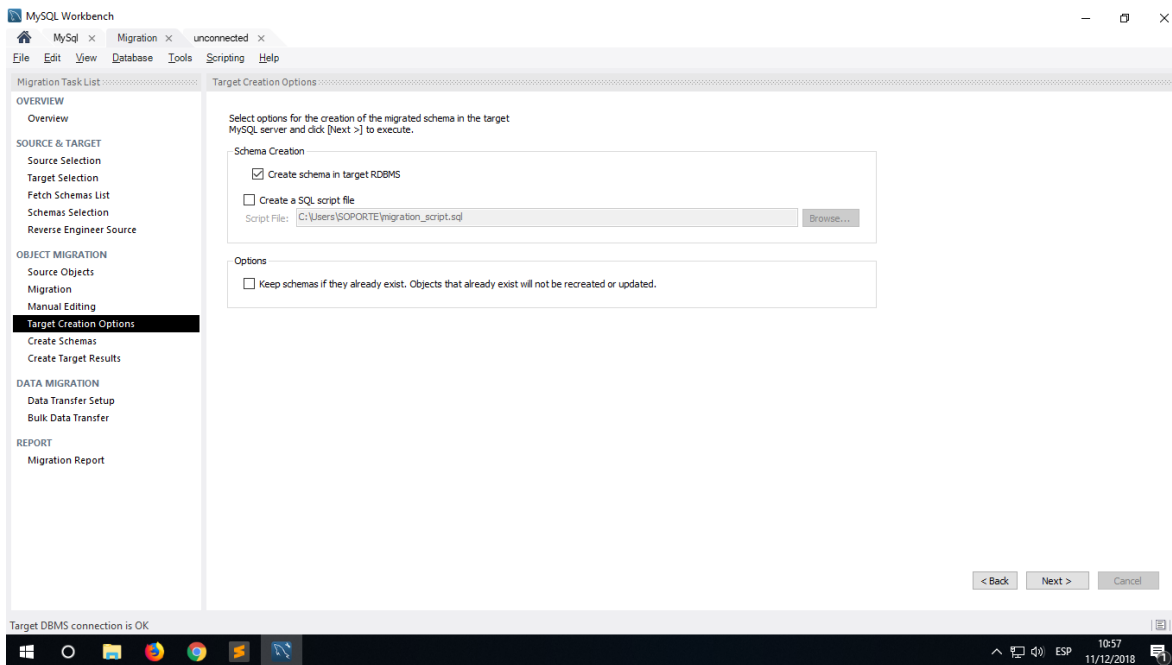 MySQL Workbench
MySql
Migration
unconnected
File Edit View Database Tools Scripting Help
Migration Task List
OVERVIEW
Overview
SOURCE & TARGET
Source Selection
Target Selection
Fetch Schemas List
Schemas Selection
Reverse Engineer Source
OBJECT MIGRATION
Source Objects
Migration
Manual Editing
Target Creation Options
Create Schemas
Create Target Results
DATA MIGRATION
Data Transfer Setup
Bulk Data Transfer
REPORT
Migration Report
Target Creation Options
Select options for the creation of the migrated schema in the target
MySQL server and click [Next >] to execute.
Schema Creation
Create schema in target RDBMS
Create a SQL script file
Script File: C:\Users\SOPORTE\migration_script.sql Browse...
Options
Keep schemas if they already exist. Objects that already exist will not be recreated or updated.
< Back Next > Cancel
Target DBMS connection is OK
ESP
10:57
11/12/2018
1